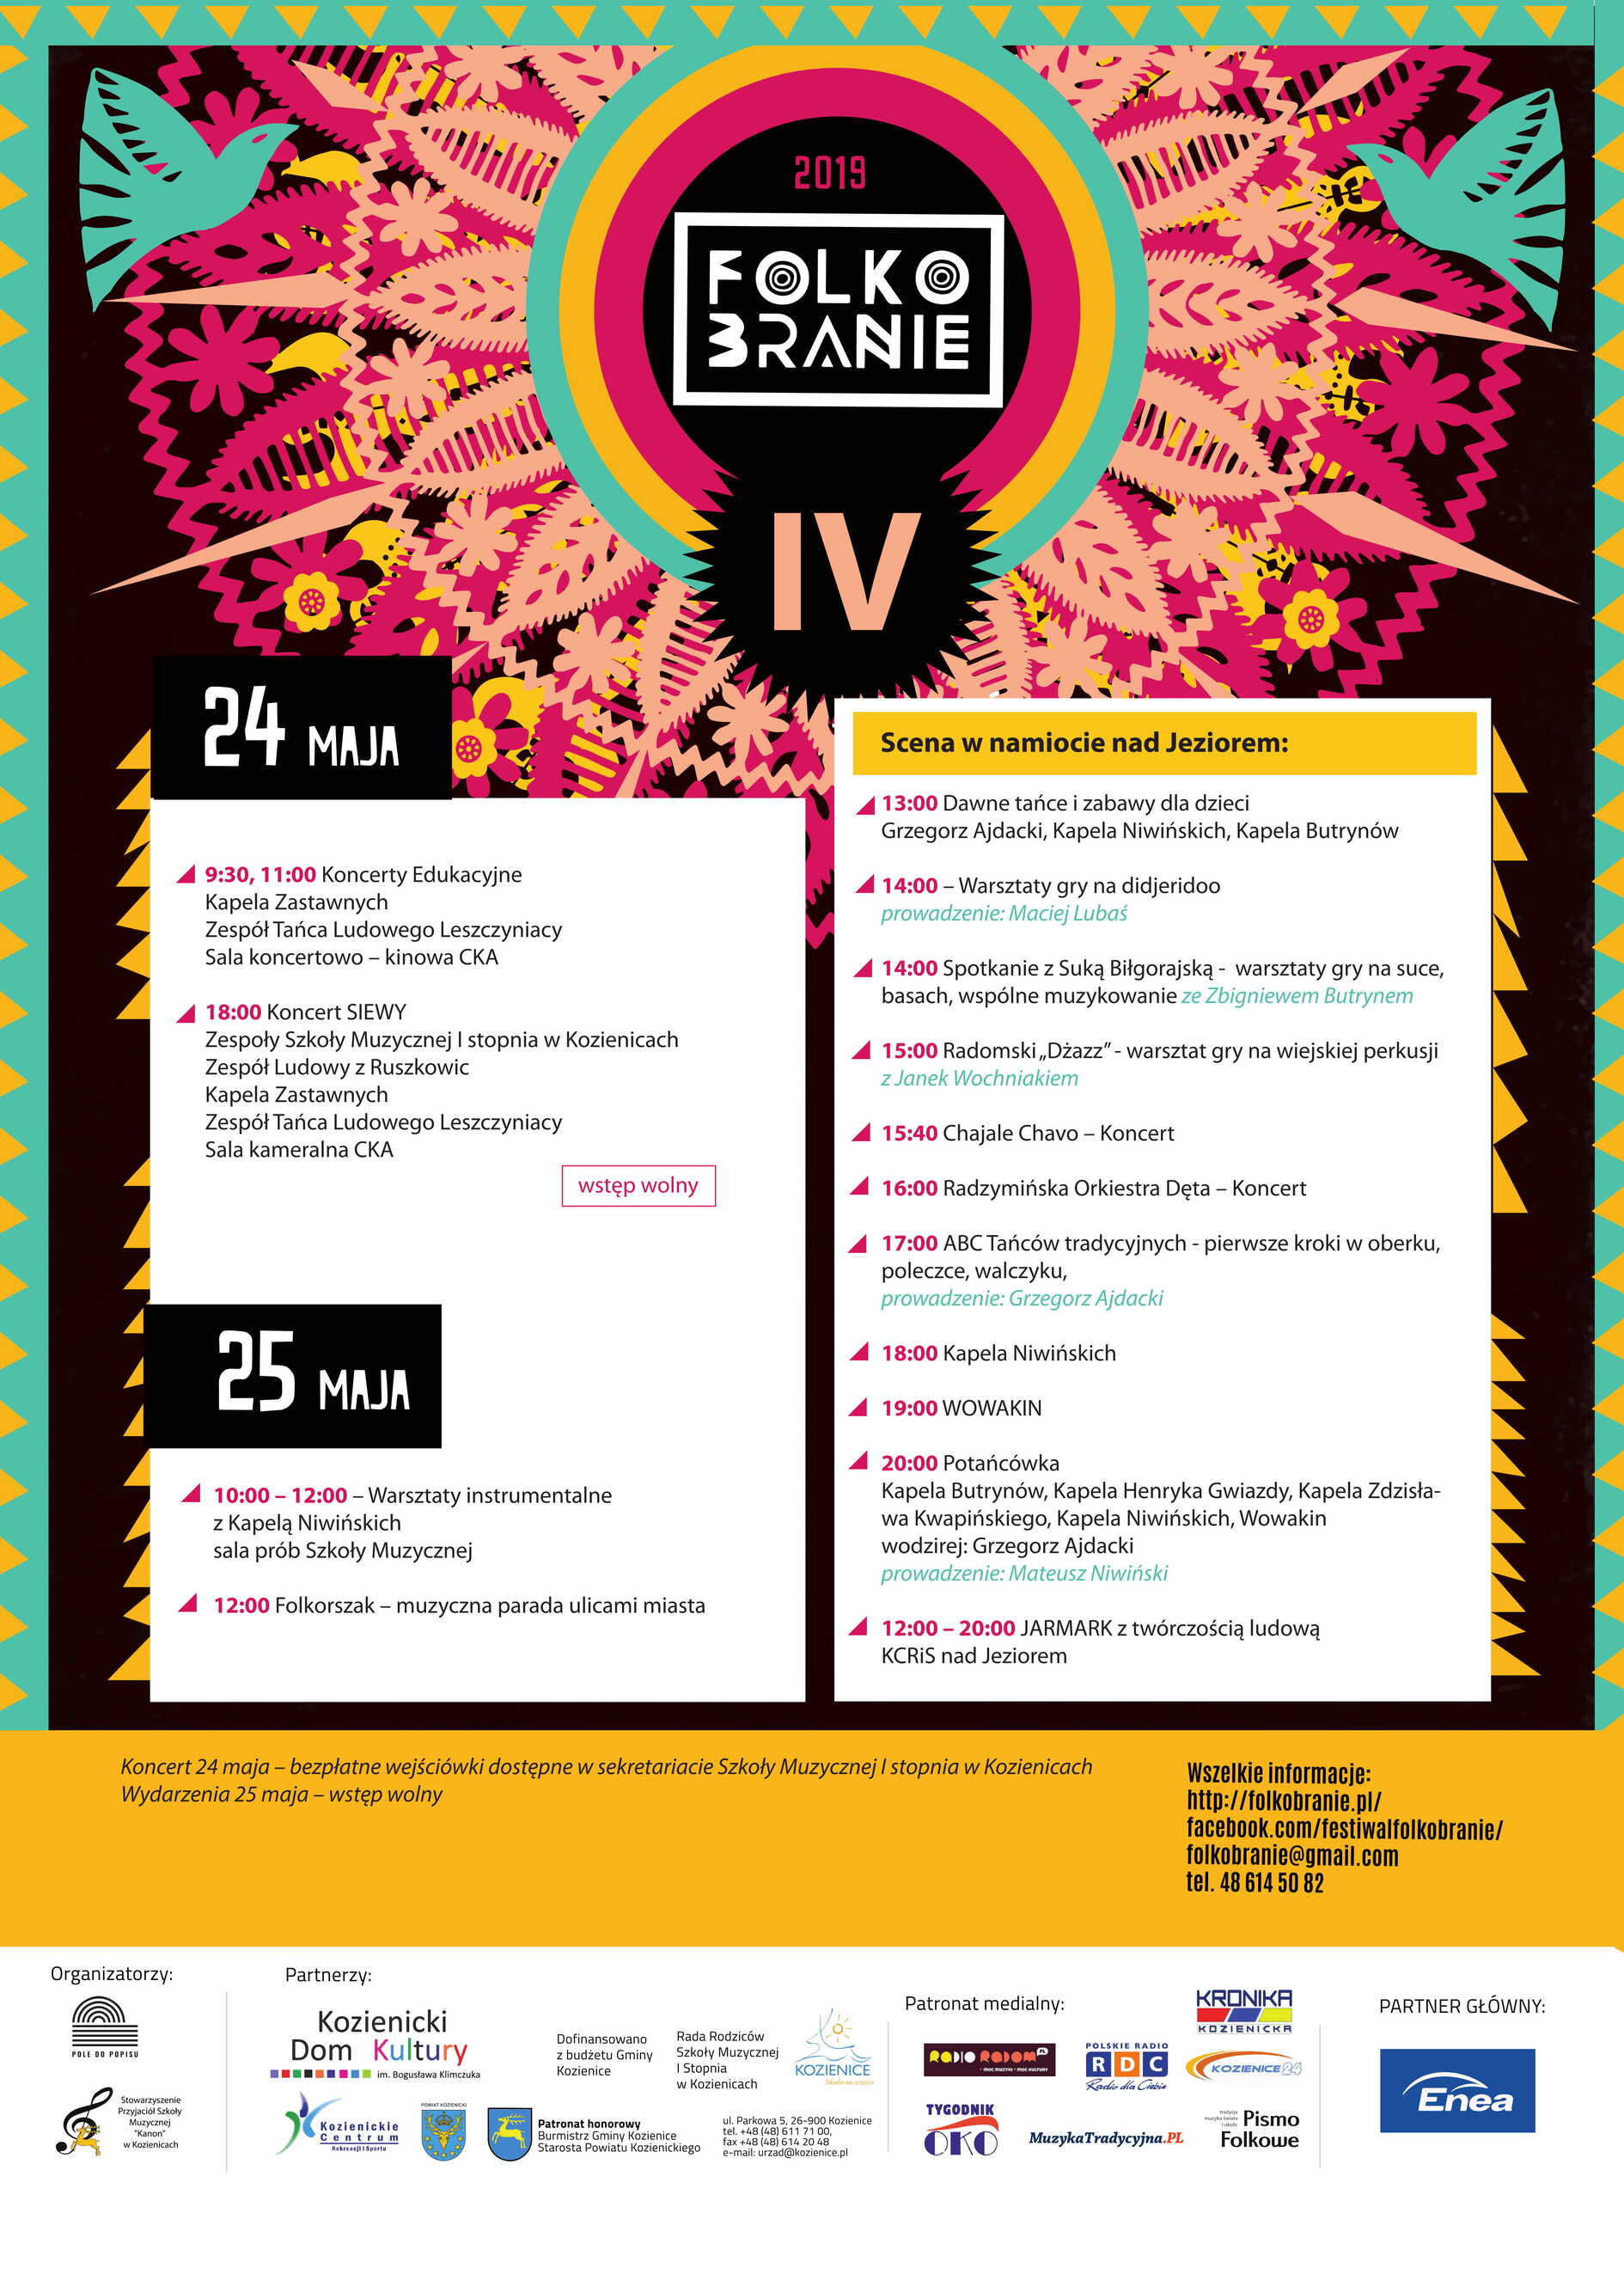 2019
FOLKO
BRANIE
IV
24 MAJA
9:30, 11:00 Koncerty Edukacyjne
Kapela Zastawnych
Zespół Tańca Ludowego Leszczyniacy
Sala koncertowo – kinowa CKA
18:00 Koncert SIEWY
Zespoły Szkoły Muzycznej I stopnia w Kozienicach
Zespół Ludowy z Ruszkowic
Kapela Zastawnych
Zespół Tańca Ludowego Leszczyniacy
Sala kameralna CKA
wstęp wolny
25 MAJA
10:00 – 12:00 – Warsztaty instrumentalne
z Kapelą Niwińskich
sala prób Szkoły Muzycznej
12:00 Folkorszak – muzyczna parada ulicami miasta
Scena w namiocie nad Jeziorem:
13:00 Dawne tańce i zabawy dla dzieci
Grzegorz Ajdacki, Kapela Niwińskich, Kapela Butrynów
14:00 – Warsztaty gry na didjeridoo
prowadzenie: Maciej Lubaś
14:00 Spotkanie z Suką Biłgorajską - warsztaty gry na suce,
basach, wspólne muzykowanie ze Zbigniewem Butrynem
15:00 Radomski „Dżazz” - warsztat gry na wiejskiej perkusji
z Janek Wochniakiem
15:40 Chajale Chavo – Koncert
16:00 Radzymińska Orkiestra Dęta – Koncert
17:00 ABC Tańców tradycyjnych - pierwsze kroki w oberku,
poleczce, walczyku,
prowadzenie: Grzegorz Ajdacki
18:00 Kapela Niwińskich
19:00 WOWAKIN
20:00 Potańcówka
Kapela Butrynów, Kapela Henryka Gwiazdy, Kapela Zdzisła-
wa Kwapińskiego, Kapela Niwińskich, Wowakin
wodzirej: Grzegorz Ajdacki
prowadzenie: Mateusz Niwiński
12:00 – 20:00 JARMARK z twórczością ludową
KCRiS nad Jeziorem
Koncert 24 maja – bezpłatne wejściówki dostępne w sekretariacie Szkoły Muzycznej I stopnia w Kozienicach
Wydarzenia 25 maja – wstęp wolny
Wszelkie informacje:
http://folkobranie.pl/
facebook.com/festiwalfolkobranie/
folkobranie@gmail.com
tel. 48 614 50 82
Organizatorzy:
POLE DO POPISU
Stowarzyszenie
Przyjaciół Szkoły
Muzycznej
"Kanon"
w Kozienicach
Partnerzy:
Kozienicki
Dom Kultury
im. Bogusława Klimczuka
Kozienickie
Centrum
Rekreacji i Sportu
POWIAT KOZIENICKI
Dofinansowano
z budżetu Gminy
Kozienice
Rada Rodziców
Szkoły Muzycznej
I Stopnia
w Kozienicach
KOZIENICE
Patronat honorowy
Burmistrz Gminy Kozienice
Starosta Powiatu Kozienickiego
ul. Parkowa 5, 26-900 Kozienice
tel. +48 (48) 611 71 00,
fax +48 (48) 614 20 48
e-mail: urzad@kozienice.pl
Patronat medialny:
KRONIKA
KOZIENICKA
RADIO RADOM PL
POLSKIE RADIO
RDC
Radio dla Ciebie
KOZIENICE24
TYGODNIK
OKO
MuzykaTradycyjna.PL
Pismo
Folkowe
PARTNER GŁÓWNY:
Enea